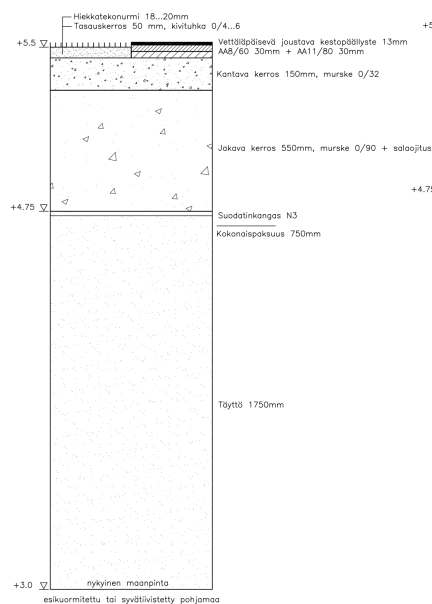 Hiekkatekonurmi 18...20mm
Tasauskerros 50 mm, kivituhka 0/4...6
+5.5
Vettäläpäisevä joustava kestopäällyste 13mm
AA8/60 30mm + AA11/80 30mm
Kantava kerros 150mm, murske 0/32
Jakava kerros 550mm, murske 0/90 + salaojitus
+4.75
+4.75
Suodatinkangas N3
Kokonaispaksuus 750mm
Täyttö 1750mm
nykyinen maanpinta
+3.0
esikuormitettu tai syvätiivistetty pohjamaa